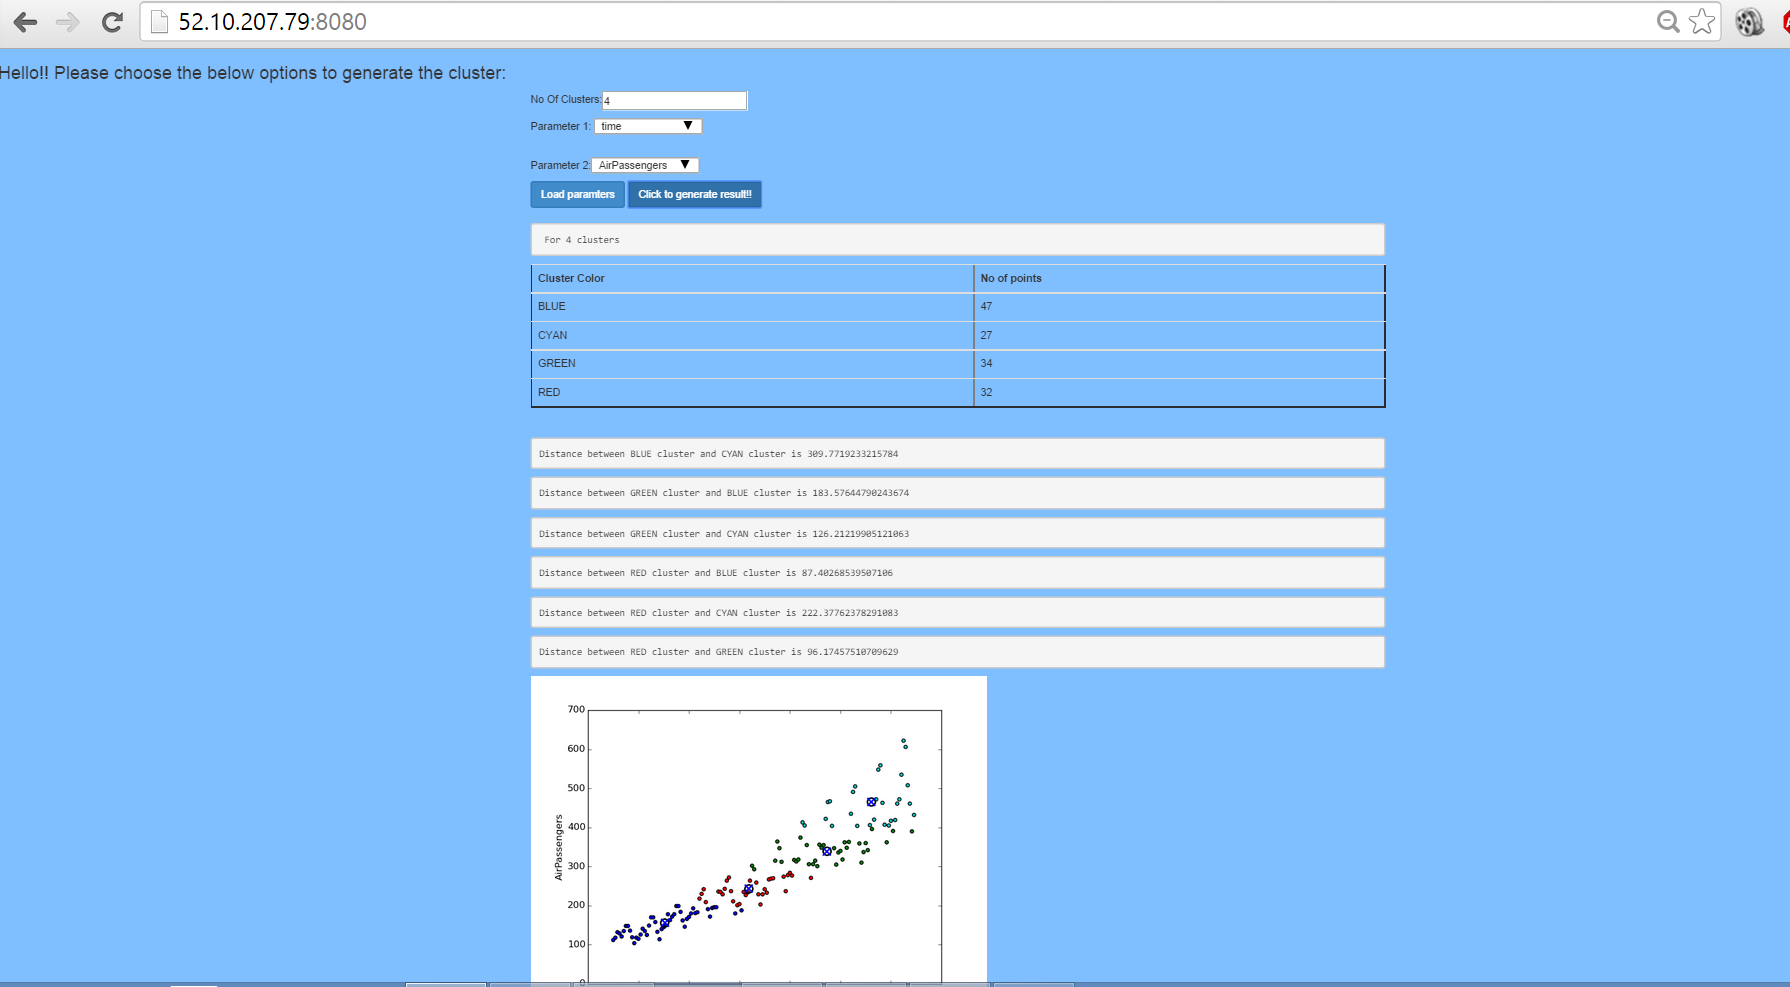 52.10.207.79:8080
Hello!! Please choose the below options to generate the cluster:
No Of Clusters: 4
Parameter 1: time
Parameter 2: AirPassengers
Load paramters Click to generate result!!
For 4 clusters
Cluster Color No of points
BLUE 47
CYAN 27
GREEN 34
RED 32
Distance between BLUE cluster and CYAN cluster is 309.7719233215784
Distance between GREEN cluster and BLUE cluster is 183.57644790243674
Distance between GREEN cluster and CYAN cluster is 126.21219905121063
Distance between RED cluster and BLUE cluster is 87.40268539507106
Distance between RED cluster and CYAN cluster is 222.37762378291083
Distance between RED cluster and GREEN cluster is 96.17457510709629
700
600
500
400
300
200
100
0
AirPassengers